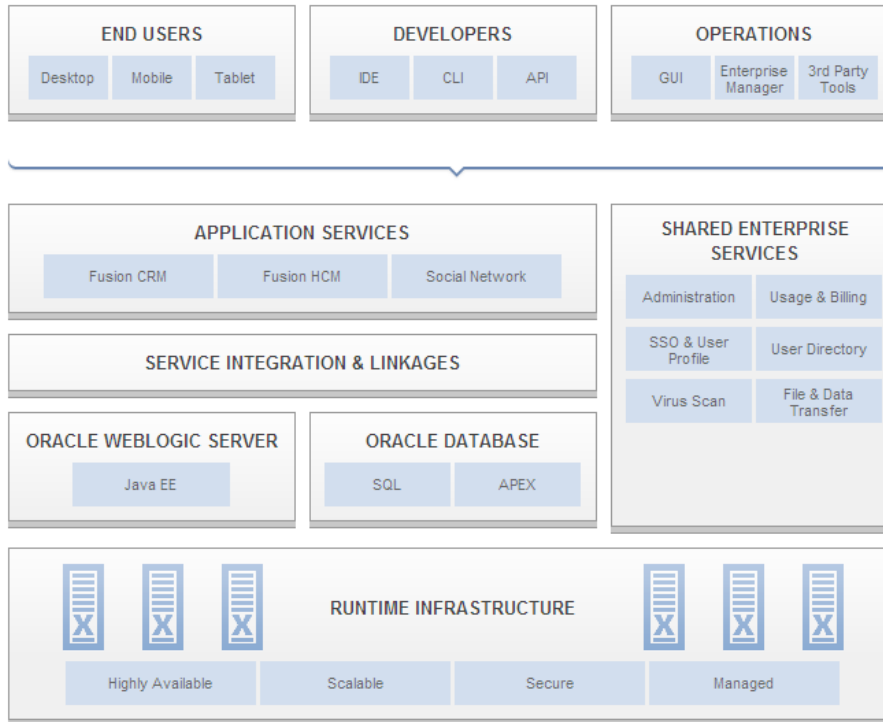 END USERS
Desktop
Mobile
Tablet
DEVELOPERS
IDE
CLI
API
OPERATIONS
GUI
Enterprise
Manager
3rd Party
Tools
APPLICATION SERVICES
Fusion CRM
Fusion HCM
Social Network
SERVICE INTEGRATION & LINKAGES
ORACLE WEBLOGIC SERVER
Java EE
ORACLE DATABASE
SQL
APEX
SHARED ENTERPRISE
SERVICES
Administration
Usage & Billing
SSO & User
Profile
User Directory
Virus Scan
File & Data
Transfer
X
X
X
RUNTIME INFRASTRUCTURE
X
X
X
Highly Available
Scalable
Secure
Managed